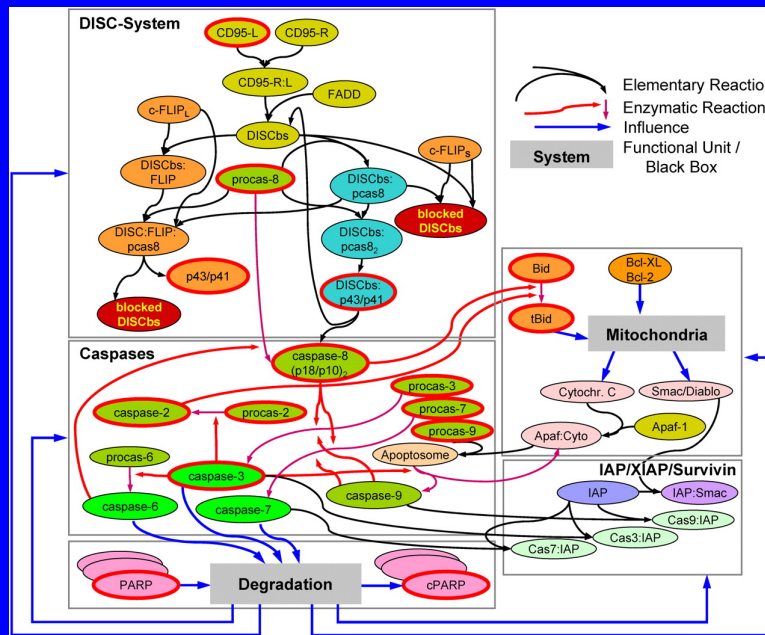 DISC-System
CD95-L
CD95-R
CD95-R:L
FADD
c-FLIPL
DISCbs
c-FLIPS
DISCbs:
FLIP
procas-8
DISCbs:
pcas8
blocked
DISCbs
DISC:FLIP:
pcas8
DISCbs:
pcas82
p43/p41
DISCbs:
p43/p41
blocked
DISCbs
Elementary Reaction
Enzymatic Reaction
Influence
System
Functional Unit /
Black Box
Bid
Bcl-XL
Bcl-2
tBid
Mitochondria
Cytochr. C
Smac/Diablo
Apaf:Cyto
Apaf-1
Caspases
caspase-8
(p18/p10)2
procas-3
caspase-2
procas-2
procas-7
procas-9
procas-6
Apoptosome
caspase-3
caspase-6
caspase-7
caspase-9
IAP/XIAP/Survivin
IAP
IAP:Smac
Cas9:IAP
Cas3:IAP
Cas7:IAP
PARP
Degradation
cPARP